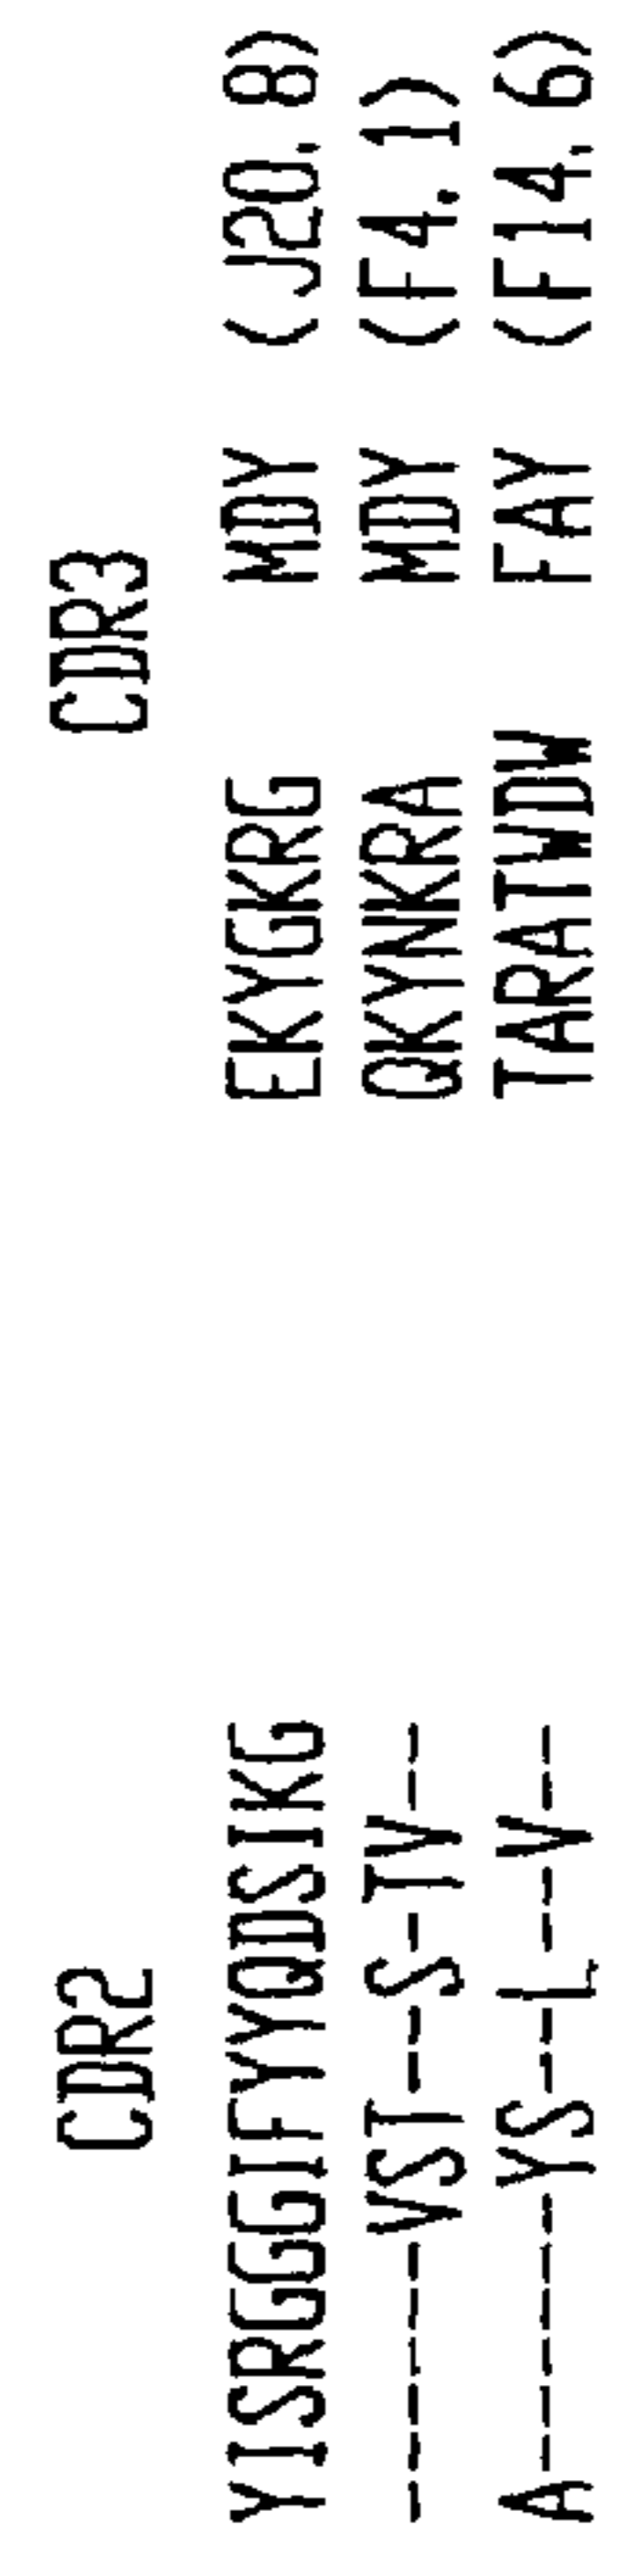 CDR2 CDR3
YISRGGGIFYYQDSIKG EKYGKRG MDY (J20.8)
------VST--S-TV-- QKYNKRA MDY (F4.1)
A------YS--L--V-- TARATWDW FAY (F14.6)